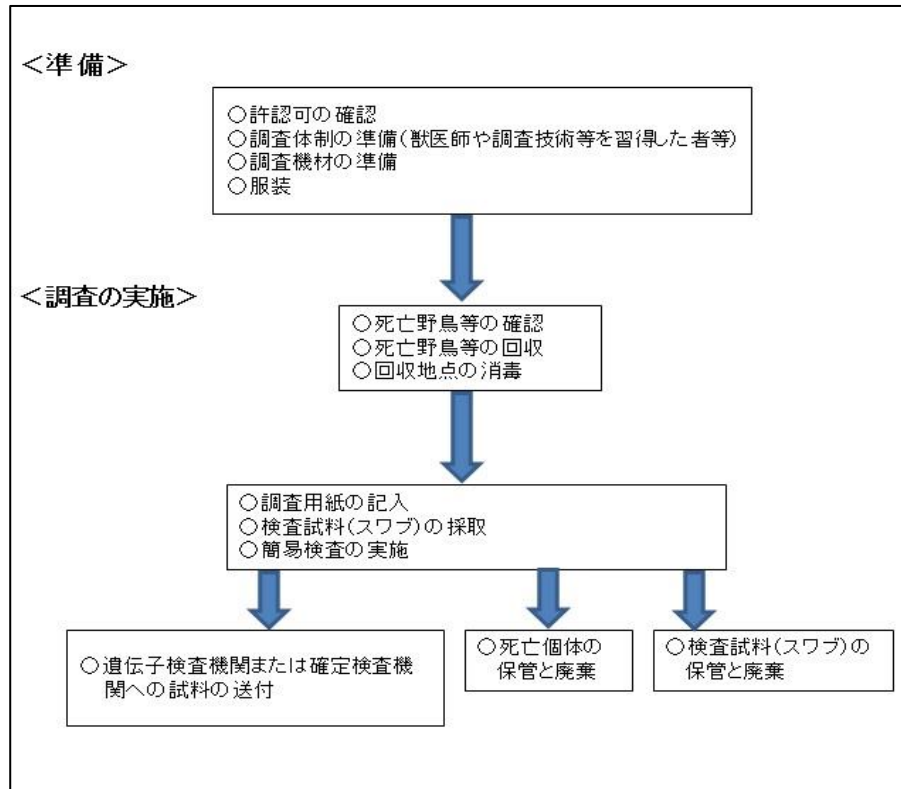 ＜準備＞
○許認可の確認
○調査体制の準備（獣医師や調査技術等を習得した者等）
○調査機材の準備
○服装
＜調査の実施＞
○死亡野鳥等の確認
○死亡野鳥等の回収
○回収地点の消毒
○調査用紙の記入
○検査試料（スワブ）の採取
○簡易検査の実施
○遺伝子検査機関または確定検査機
関への試料の送付
○死亡個体の
保管と廃棄
○検査試料（スワブ）の
保管と廃棄